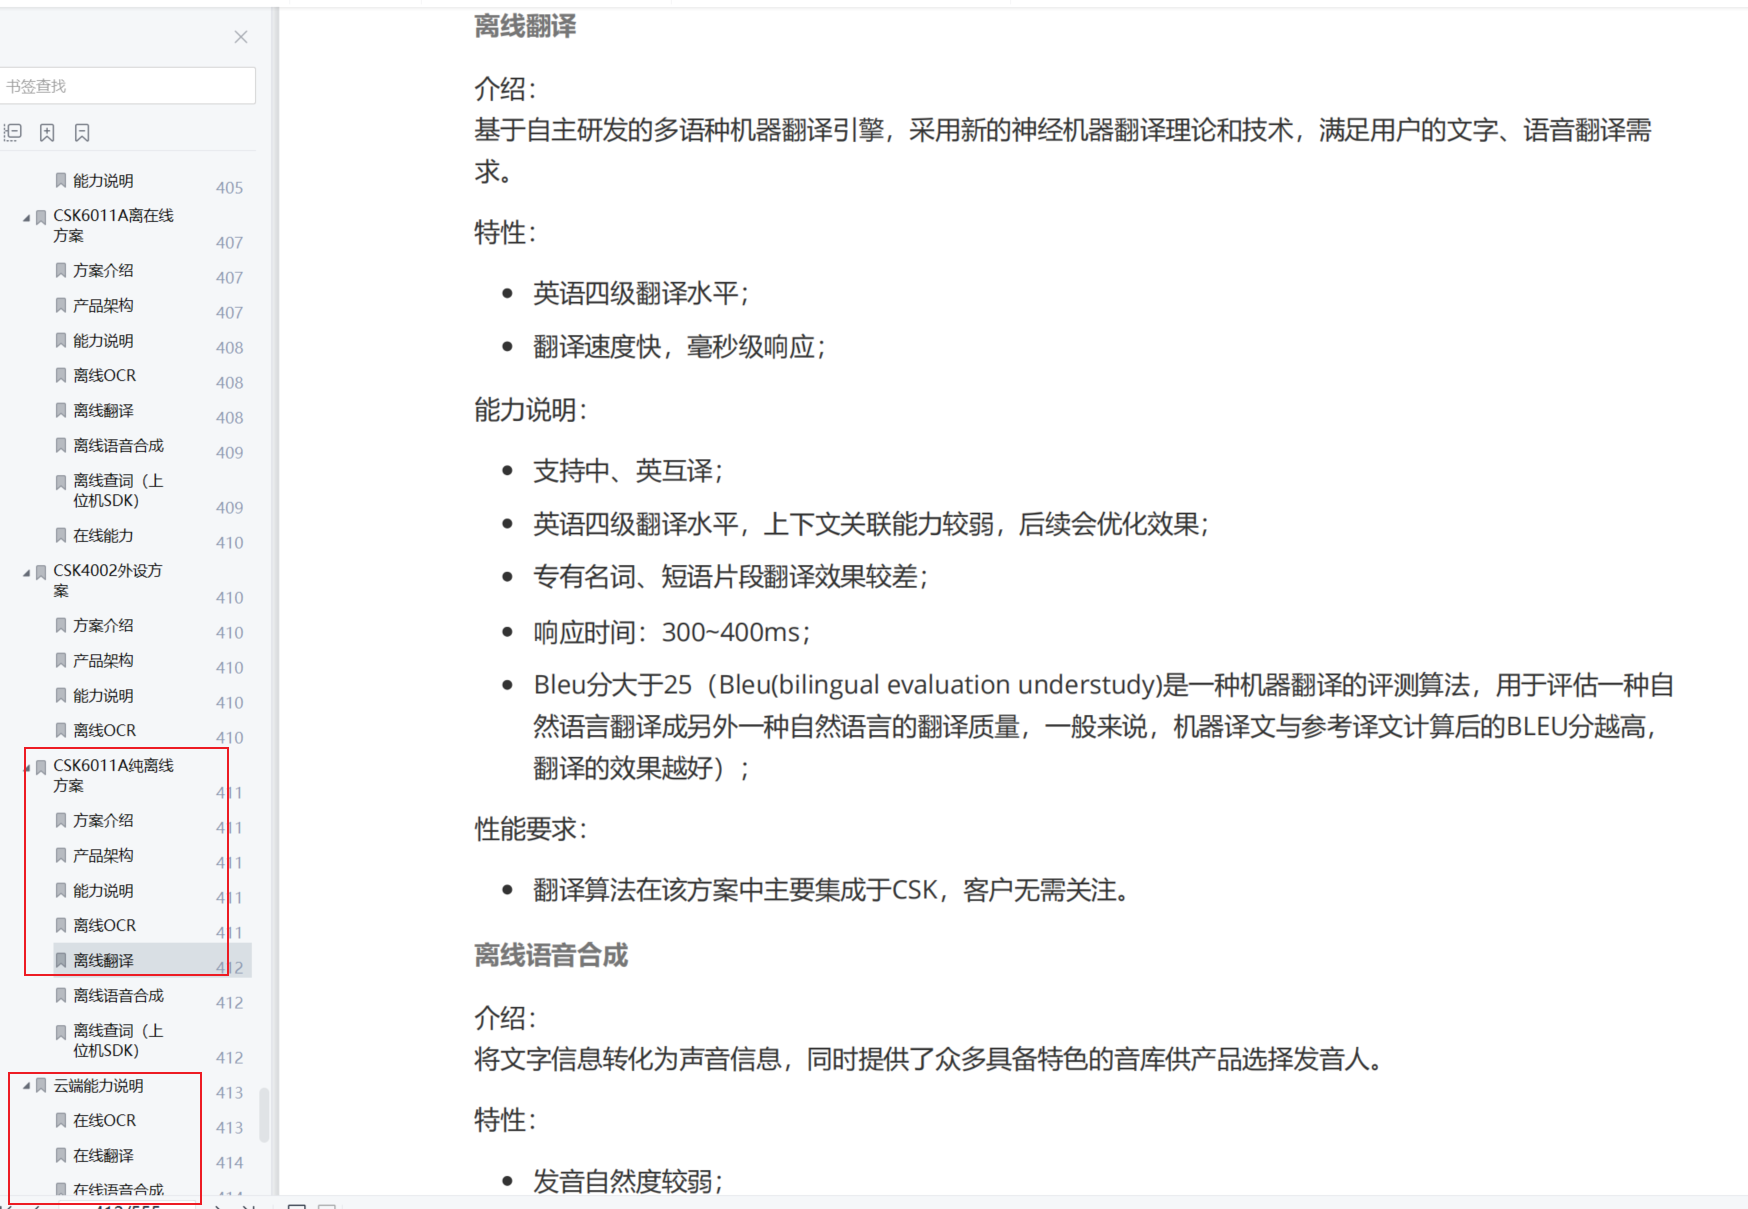 书签查找
能力说明 405
CSK6011A离在线
方案 407
方案介绍 407
产品架构 407
能力说明 408
离线OCR 408
离线翻译 408
离线语音合成 409
离线查词（上
位机SDK） 409
在线能力 410
CSK4002外设方
案 410
方案介绍 410
产品架构 410
能力说明 410
离线OCR 410
CSK6011A纯离线
方案 411
方案介绍 411
产品架构 411
能力说明 411
离线OCR 411
离线翻译 412
离线语音合成 412
离线查词（上
位机SDK） 412
云端能力说明 413
在线OCR 413
在线翻译 414
在线语音合成 414
离线翻译
介绍：
基于自主研发的多语种机器翻译引擎，采用新的神经机器翻译理论和技术，满足用户的文字、语音翻译需
求。
特性：
英语四级翻译水平；
翻译速度快，毫秒级响应；
能力说明：
支持中、英互译；
英语四级翻译水平，上下文关联能力较弱，后续会优化效果；
专有名词、短语片段翻译效果较差；
响应时间：300~400ms；
Bleu分大于25（Bleu(bilingual evaluation understudy)是一种机器翻译的评测算法，用于评估一种自
然语言翻译成另外一种自然语言的翻译质量，一般来说，机器译文与参考译文计算后的BLEU分越高，
翻译的效果越好）；
性能要求：
翻译算法在该方案中主要集成于CSK，客户无需关注。
离线语音合成
介绍：
将文字信息转化为声音信息，同时提供了众多具备特色的音库供产品选择发音人。
特性：
发音自然度较弱；